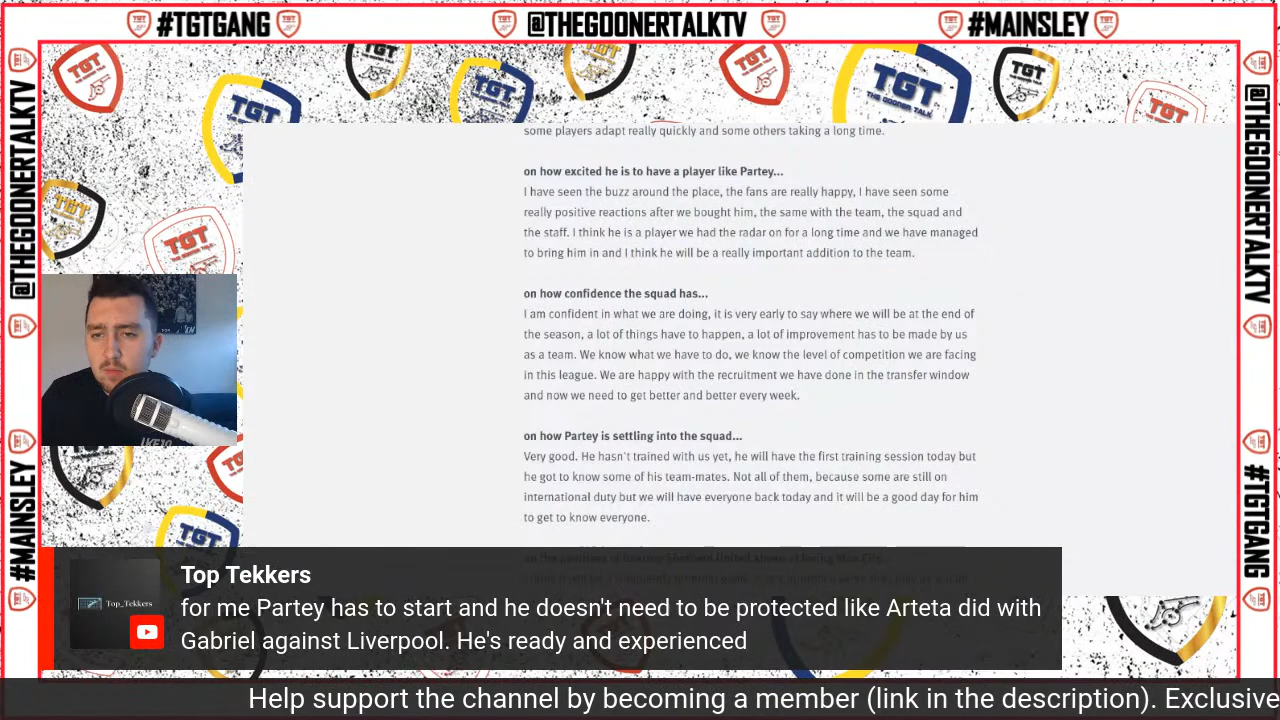 #TGTGANG
@THEGOONERTALKTV
#MAINSLEY
@THEGOONERTALKTV
#MAINSLEY
@THEGOONERTALKTV
#TGTGANG
TGT
TGT
THE GOONER TALK
some players adapt really quickly and some others taking a long time.
on how excited he is to have a player like Partey...
I have seen the buzz around the place, the fans are really happy, I have seen some
really positive reactions after we bought him, the same with the team, the squad and
the staff. I think he is a player we had the radar on for a long time and we have managed
to bring him in and I think he will be a really important addition to the team.
on how confidence the squad has...
I am confident in what we are doing, it is very early to say where we will be at the end of
the season, a lot of things have to happen, a lot of improvement has to be made by us
as a team. We know what we have to do, we know the level of competition we are facing
in this league. We are happy with the recruitment we have done in the transfer window
and now we need to get better and better every week.
on how Partey is settling into the squad...
Very good. He hasn't trained with us yet, he will have the first training session today but
he got to know some of his team-mates. Not all of them, because some are still on
international duty but we will have everyone back today and it will be a good day for him
to get to know everyone.
Top_Tekkers
Top Tekkers
for me Partey has to start and he doesn't need to be protected like Arteta did with
Gabriel against Liverpool. He's ready and experienced
Help support the channel by becoming a member (link in the description). Exclusive